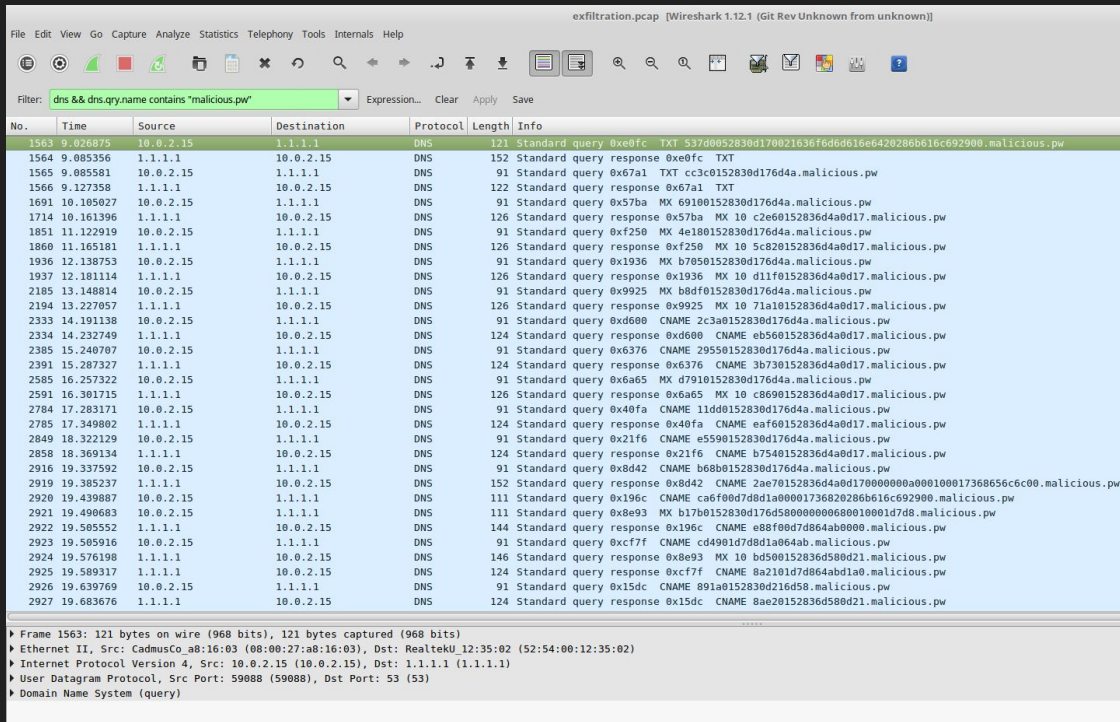 exfiltration.pcap [Wireshark 1.12.1 (Git Rev Unknown from unknown)]
File Edit View Go Capture Analyze Statistics Telephony Tools Internals Help
Filter: dns && dns.qry.name contains "malicious.pw" Expression... Clear Apply Save
No. Time Source Destination Protocol Length Info
1563 9.026875 10.0.2.15 1.1.1.1 DNS 121 Standard query 0xe0fc TXT 537d0052830d170021636f6d6d616e6420286b616c692900.malicious.pw
1564 9.085356 1.1.1.1 10.0.2.15 DNS 152 Standard query response 0xe0fc TXT
1565 9.085581 10.0.2.15 1.1.1.1 DNS 91 Standard query 0x67a1 TXT cc3c0152830d176d4a.malicious.pw
1566 9.127358 1.1.1.1 10.0.2.15 DNS 122 Standard query response 0x67a1 TXT
1691 10.105027 10.0.2.15 1.1.1.1 DNS 91 Standard query 0x57ba MX 69100152830d176d4a.malicious.pw
1714 10.161396 1.1.1.1 10.0.2.15 DNS 126 Standard query response 0x57ba MX 10 c2e60152836d4a0d17.malicious.pw
1851 11.122919 10.0.2.15 1.1.1.1 DNS 91 Standard query 0xf250 MX 4e180152830d176d4a.malicious.pw
1860 11.165181 1.1.1.1 10.0.2.15 DNS 126 Standard query response 0xf250 MX 10 5c820152836d4a0d17.malicious.pw
1936 12.138753 10.0.2.15 1.1.1.1 DNS 91 Standard query 0x1936 MX b7050152830d176d4a.malicious.pw
1937 12.181114 1.1.1.1 10.0.2.15 DNS 126 Standard query response 0x1936 MX 10 d11f0152836d4a0d17.malicious.pw
2185 13.148814 10.0.2.15 1.1.1.1 DNS 91 Standard query 0x9925 MX b8df0152830d176d4a.malicious.pw
2194 13.227057 1.1.1.1 10.0.2.15 DNS 126 Standard query response 0x9925 MX 10 71a10152836d4a0d17.malicious.pw
2333 14.191138 10.0.2.15 1.1.1.1 DNS 91 Standard query 0xd600 CNAME 2c3a0152830d176d4a.malicious.pw
2334 14.232749 1.1.1.1 10.0.2.15 DNS 124 Standard query response 0xd600 CNAME eb560152836d4a0d17.malicious.pw
2385 15.240707 10.0.2.15 1.1.1.1 DNS 91 Standard query 0x6376 CNAME 29550152830d176d4a.malicious.pw
2391 15.287327 1.1.1.1 10.0.2.15 DNS 124 Standard query response 0x6376 CNAME 3b730152836d4a0d17.malicious.pw
2585 16.257322 10.0.2.15 1.1.1.1 DNS 91 Standard query 0x6a65 MX d7910152830d176d4a.malicious.pw
2591 16.301715 1.1.1.1 10.0.2.15 DNS 126 Standard query response 0x6a65 MX 10 c8690152836d4a0d17.malicious.pw
2784 17.283171 10.0.2.15 1.1.1.1 DNS 91 Standard query 0x40fa CNAME 11dd0152830d176d4a.malicious.pw
2785 17.349802 1.1.1.1 10.0.2.15 DNS 124 Standard query response 0x40fa CNAME eaf60152836d4a0d17.malicious.pw
2849 18.322129 10.0.2.15 1.1.1.1 DNS 91 Standard query 0x21f6 CNAME e5590152830d176d4a.malicious.pw
2858 18.369134 1.1.1.1 10.0.2.15 DNS 124 Standard query response 0x21f6 CNAME b7540152836d4a0d17.malicious.pw
2916 19.337592 10.0.2.15 1.1.1.1 DNS 91 Standard query 0x8d42 CNAME b68b0152830d176d4a.malicious.pw
2919 19.385237 1.1.1.1 10.0.2.15 DNS 152 Standard query response 0x8d42 CNAME 2ae70152836d4a0d170000000a000100017368656c6c00.malicious.pw
2920 19.439887 10.0.2.15 1.1.1.1 DNS 111 Standard query 0x196c CNAME ca6f00d7d8d1a00001736820286b616c692900.malicious.pw
2921 19.490683 10.0.2.15 1.1.1.1 DNS 111 Standard query 0x8e93 MX b17b0152830d176d580000000680010001d7d8.malicious.pw
2922 19.505552 1.1.1.1 10.0.2.15 DNS 144 Standard query response 0x196c CNAME e88f00d7d864ab0000.malicious.pw
2923 19.505916 10.0.2.15 1.1.1.1 DNS 91 Standard query 0xcf7f CNAME cd4901d7d8d1a064ab.malicious.pw
2924 19.576198 1.1.1.1 10.0.2.15 DNS 146 Standard query response 0x8e93 MX 10 bd500152836d580d21.malicious.pw
2925 19.589317 1.1.1.1 10.0.2.15 DNS 124 Standard query response 0xcf7f CNAME 8a2101d7d864abd1a0.malicious.pw
2926 19.639769 10.0.2.15 1.1.1.1 DNS 91 Standard query 0x15dc CNAME 891a0152830d216d58.malicious.pw
2927 19.683676 1.1.1.1 10.0.2.15 DNS 124 Standard query response 0x15dc CNAME 8ae20152836d580d21.malicious.pw
Frame 1563: 121 bytes on wire (968 bits), 121 bytes captured (968 bits)
Ethernet II, Src: CadmusCo_a8:16:03 (08:00:27:a8:16:03), Dst: RealtekU_12:35:02 (52:54:00:12:35:02)
Internet Protocol Version 4, Src: 10.0.2.15 (10.0.2.15), Dst: 1.1.1.1 (1.1.1.1)
User Datagram Protocol, Src Port: 59088 (59088), Dst Port: 53 (53)
Domain Name System (query)